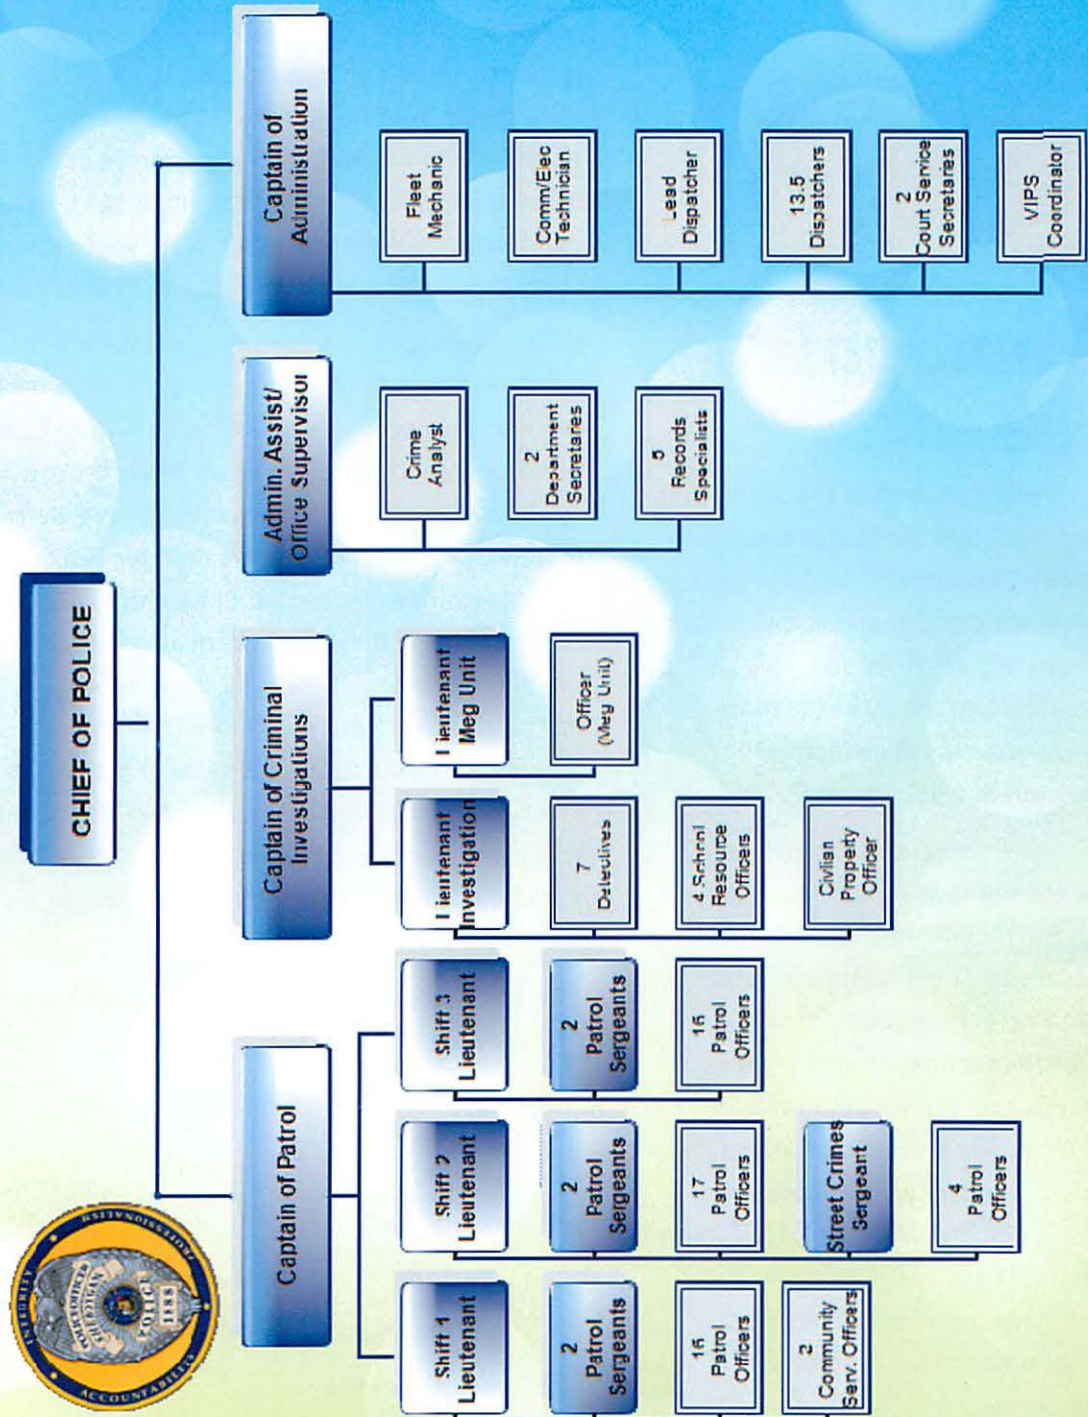 INTEGRITY
PROFESSIONALISM
ACCOUNTABILITY
POLICE OFFICER
SHEBOYGAN
POLICE
1888
CHIEF OF POLICE
Captain of Patrol
Shift 1
Lieutenant
2
Patrol
Sergeants
16
Patrol
Officers
2
Community
Serv. Officers
Shift 2
Lieutenant
2
Patrol
Sergeants
17
Patrol
Officers
Street Crimes
Sergeant
4
Patrol
Officers
Shift 3
Lieutenant
2
Patrol
Sergeants
16
Patrol
Officers
Captain of Criminal
Investigations
Lieutenant
Investigation
7
Detectives
4 School
Resource
Officers
Civilian
Property
Officer
Lieutenant
Meg Unit
Officer
(Meg Unit)
Admin. Assist/
Office Supervisor
Crime
Analyst
2
Department
Secretaries
5
Records
Specialists
Captain of
Administration
Fleet
Mechanic
Comm/Elec
Technician
Lead
Dispatcher
13.5
Dispatchers
2
Court Service
Secretaries
VIPS
Coordinator